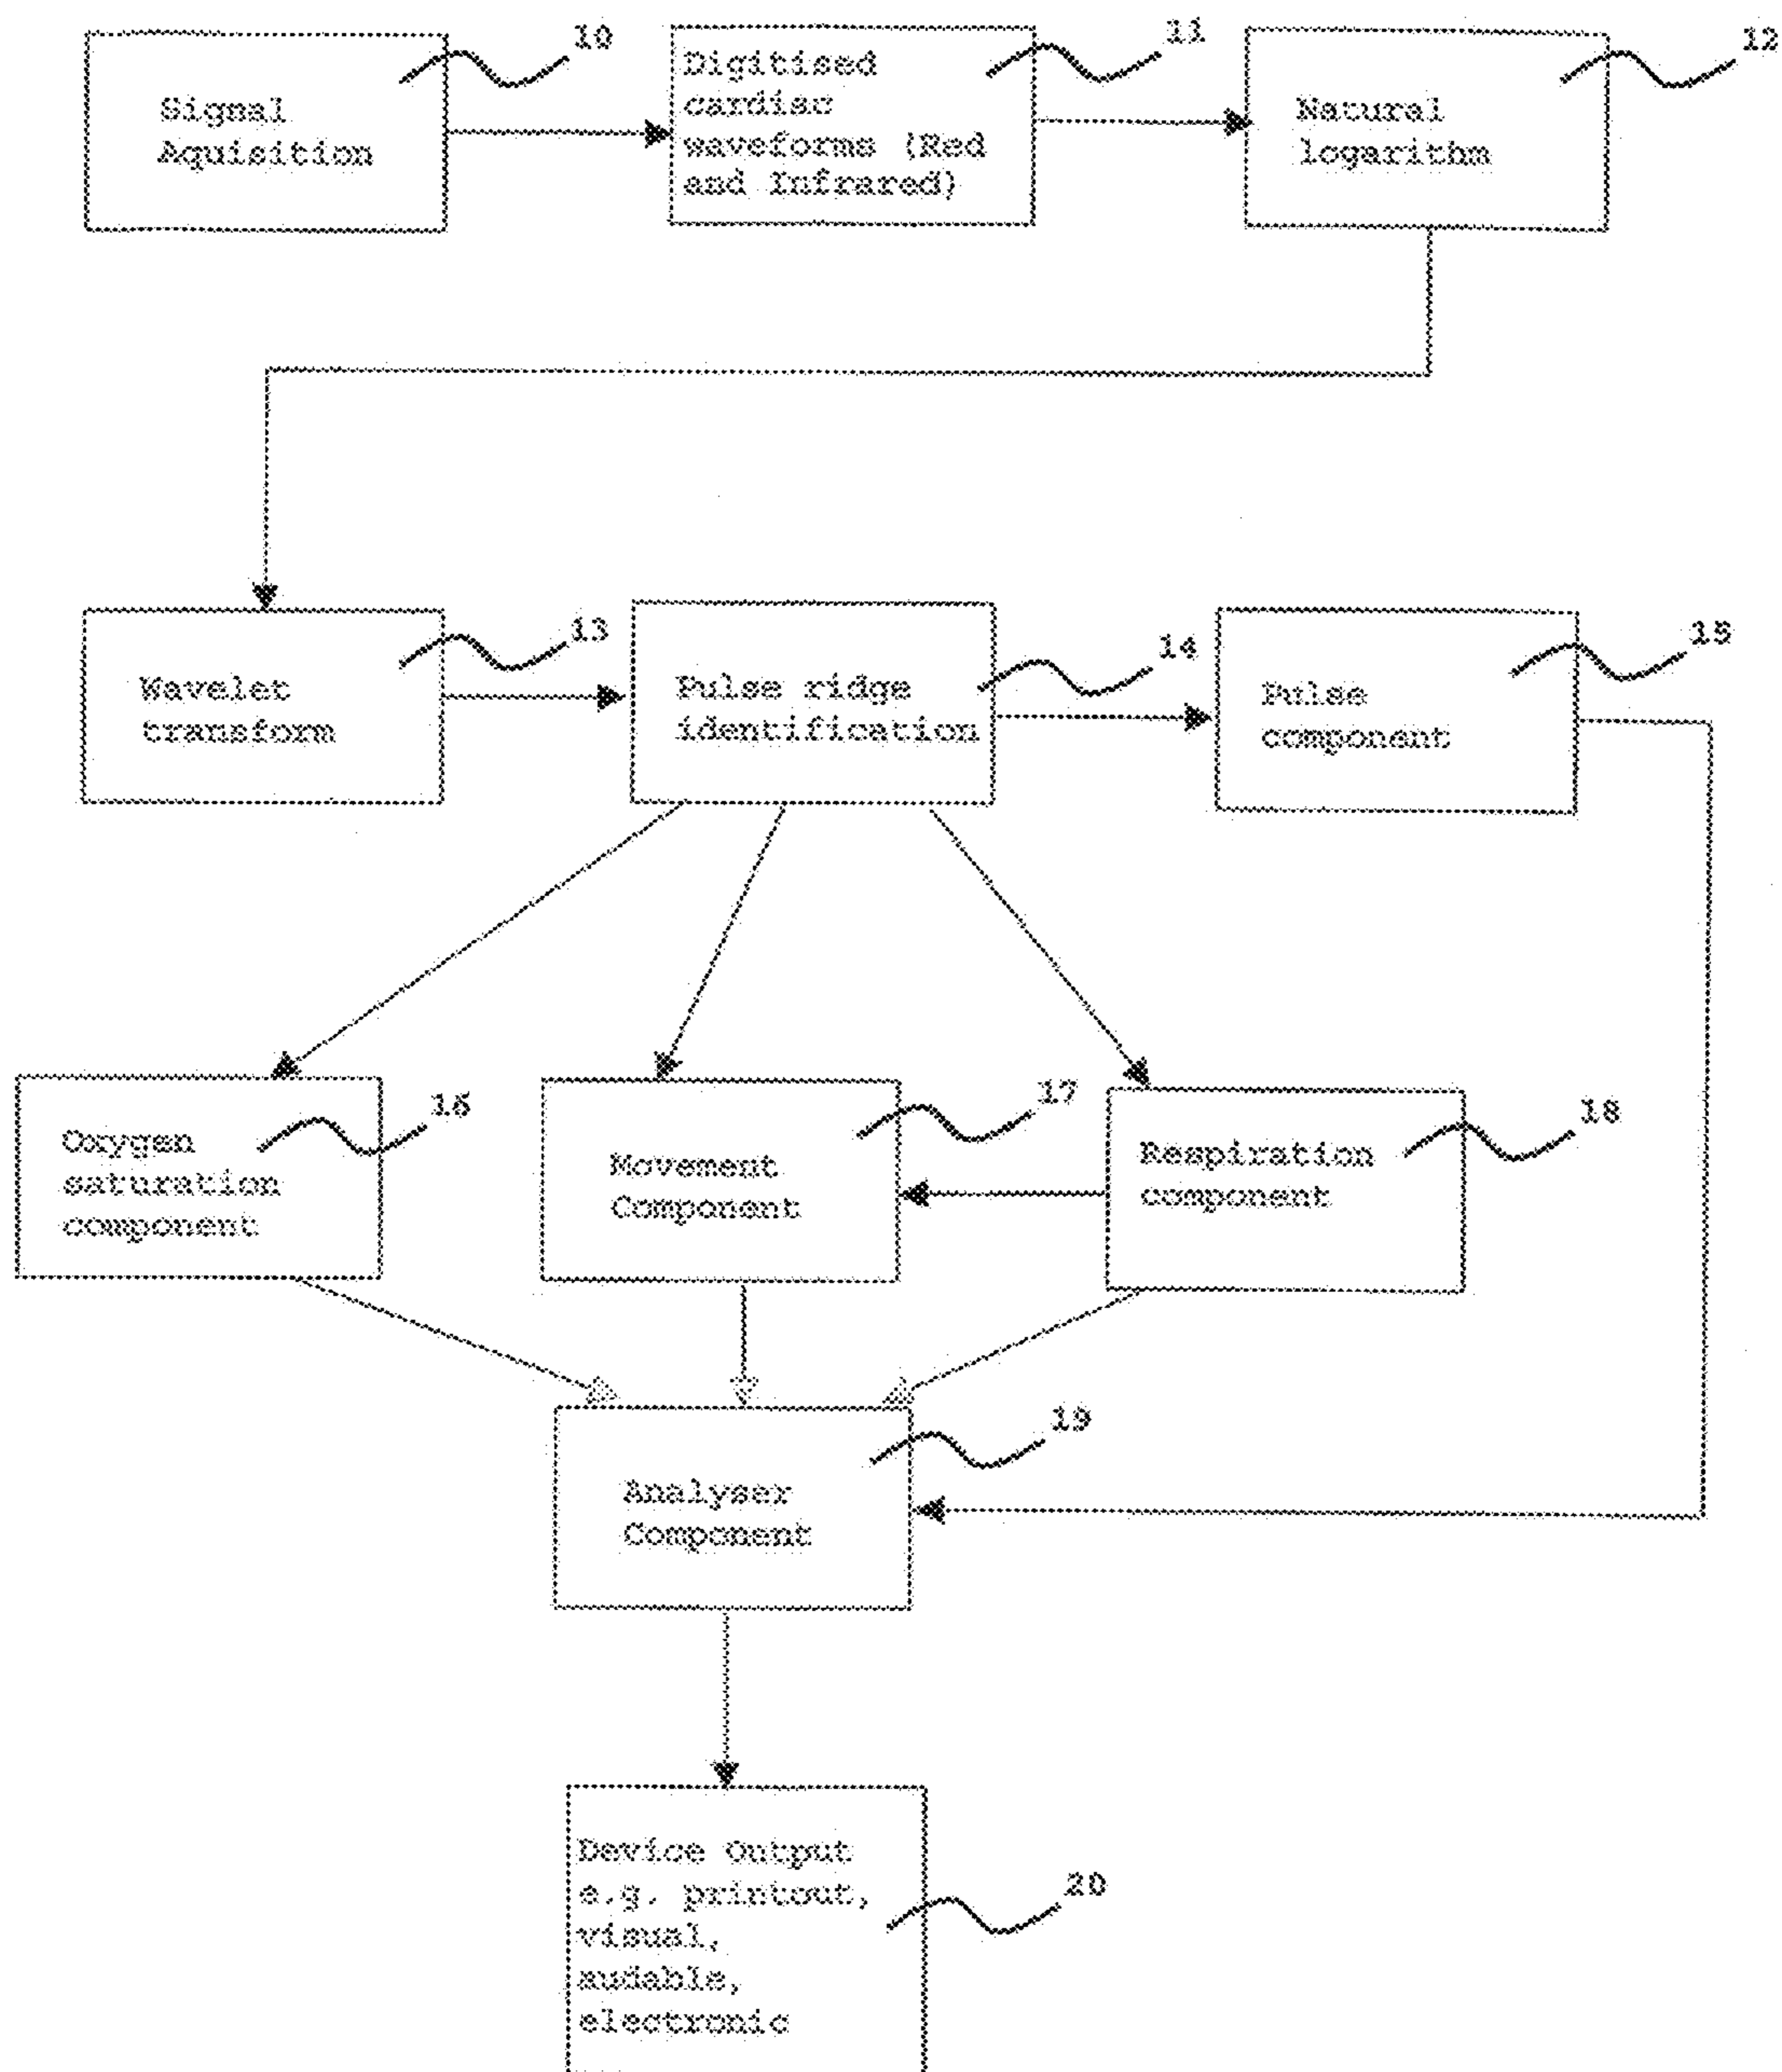 10
Signal
Aquisition
11
Digitised
cardiac
waveforms (Red
and Infrared)
12
Natural
logarithm
13
Wavelet
transform
14
Pulse ridge
identification
15
Pulse
component
16
Oxygen
saturation
component
17
Movement
Component
18
Respiration
component
19
Analyser
Component
20
Device Output
e.g. printout,
visual,
audable,
electronic